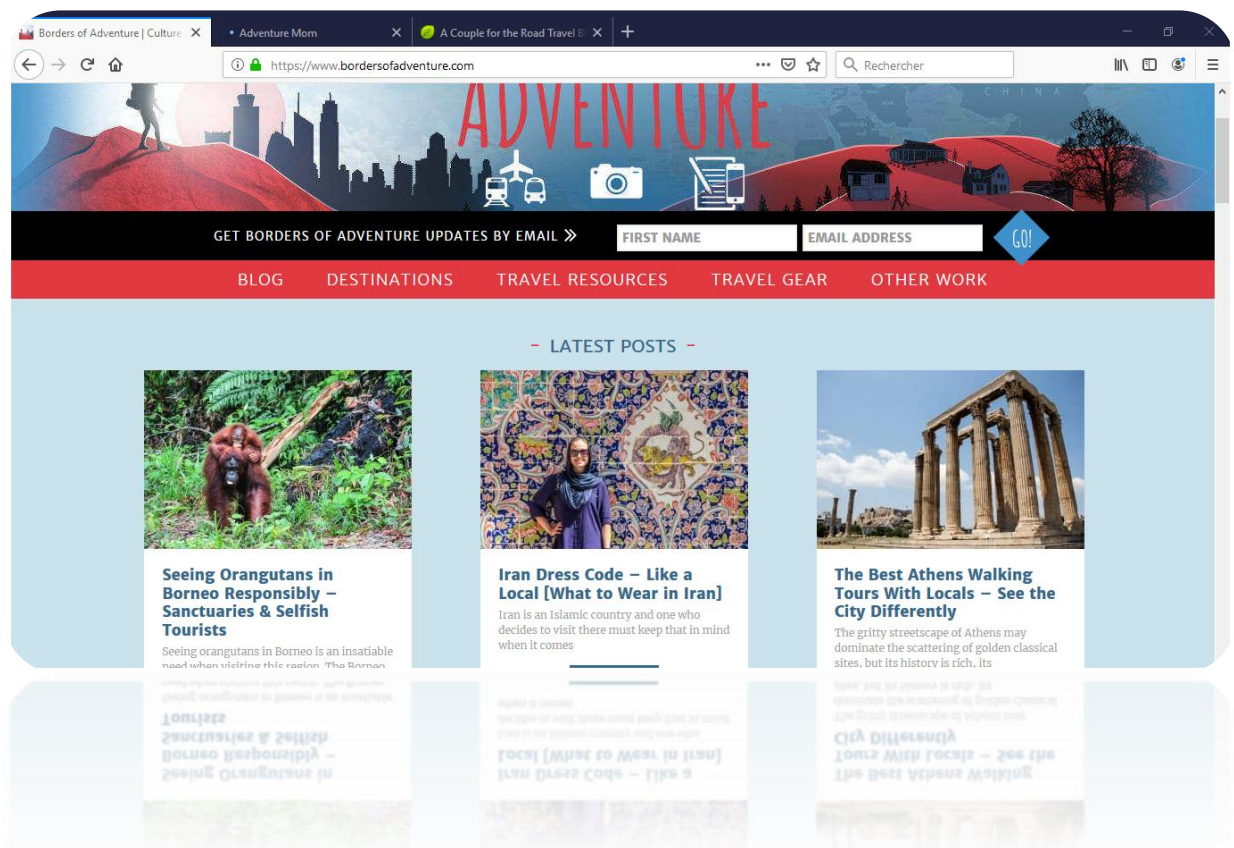 Borders of Adventure | Culture
Adventure Mom
A Couple for the Road Travel B
https://www.bordersofadventure.com
Rechercher
ADVENTURE
CHINA
GET BORDERS OF ADVENTURE UPDATES BY EMAIL »
FIRST NAME
EMAIL ADDRESS
GO!
BLOG
DESTINATIONS
TRAVEL RESOURCES
TRAVEL GEAR
OTHER WORK
- LATEST POSTS -
Seeing Orangutans in
Borneo Responsibly –
Sanctuaries & Selfish
Tourists
Seeing orangutans in Borneo is an insatiable
need when visiting this region. The Borneo
Iran Dress Code – Like a
Local [What to Wear in Iran]
Iran is an Islamic country and one who
decides to visit there must keep that in mind
when it comes
The Best Athens Walking
Tours With Locals – See the
City Differently
The gritty streetscape of Athens may
dominate the scattering of golden classical
sites, but its history is rich, its